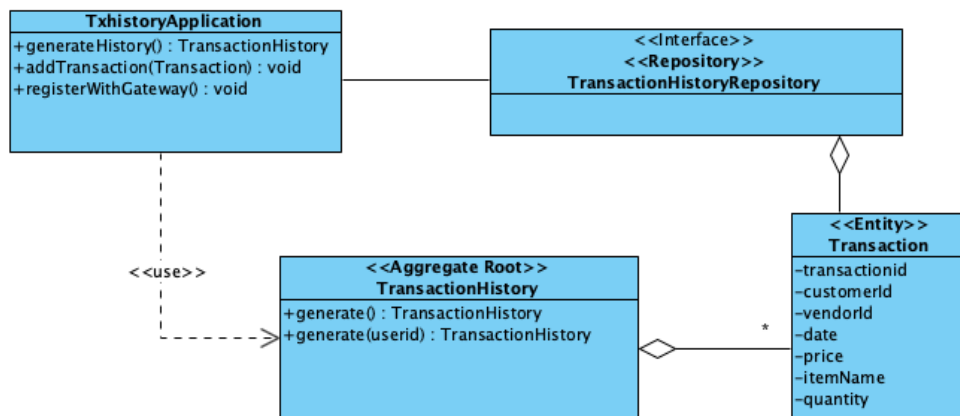 TxhistoryApplication
+generateHistory() : TransactionHistory
+addTransaction(Transaction) : void
+registerWithGateway() : void
<<Interface>>
<<Repository>>
TransactionHistoryRepository
<<use>>
<<Aggregate Root>>
TransactionHistory
+generate() : TransactionHistory
+generate(userid) : TransactionHistory
*
<<Entity>>
Transaction
-transactionid
-customerId
-vendorId
-date
-price
-itemName
-quantity